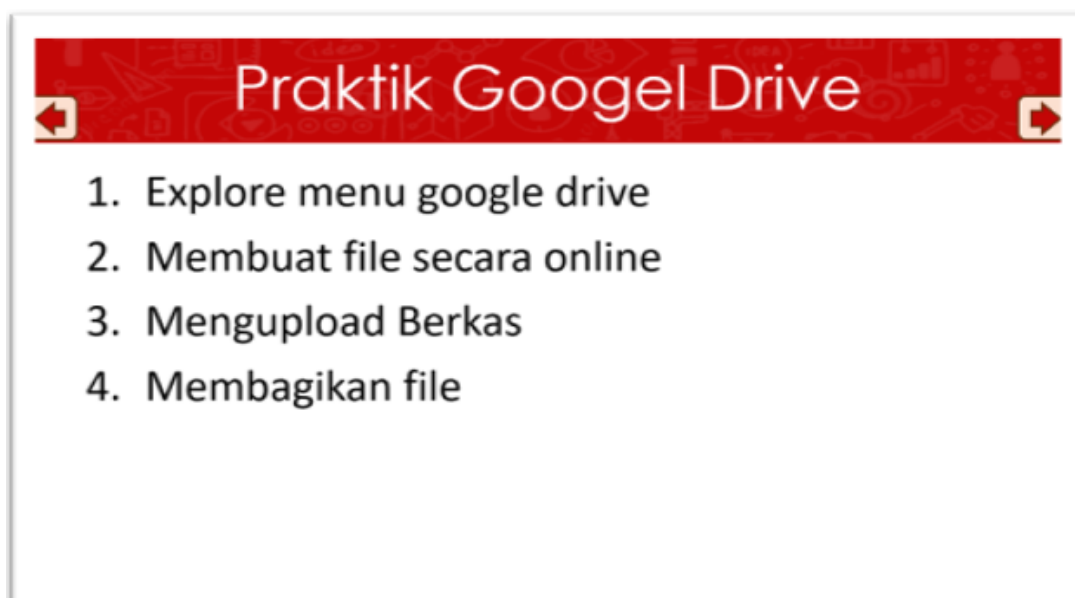 Praktik Googel Drive
1. Explore menu google drive
2. Membuat file secara online
3. Mengupload Berkas
4. Membagikan file